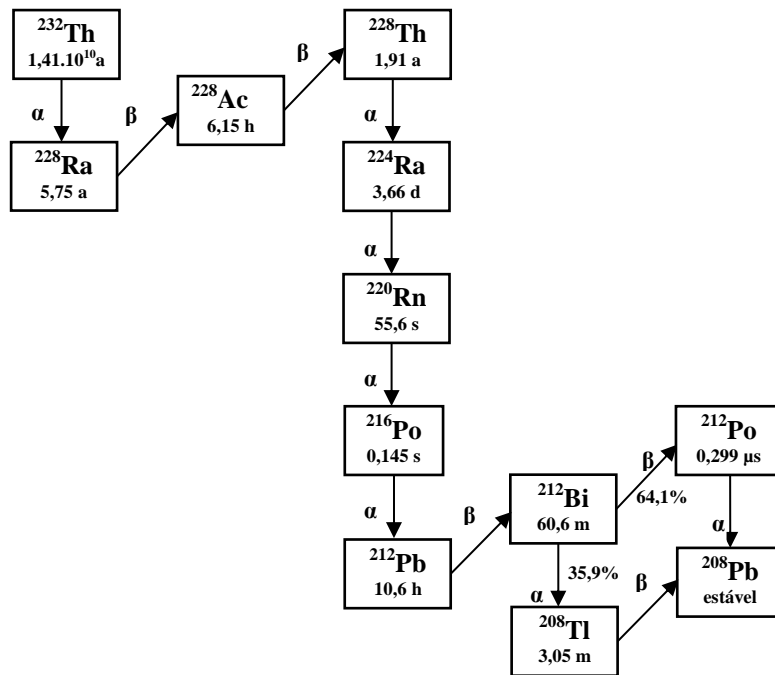 ²³²Th
1,41.10¹⁰a
α
²²⁸Ra
5,75 a
β
²²⁸Ac
6,15 h
β
²²⁸Th
1,91 a
α
²²⁴Ra
3,66 d
α
²²⁰Rn
55,6 s
α
²¹⁶Po
0,145 s
α
²¹²Pb
10,6 h
β
²¹²Bi
60,6 m
β
64,1%
²¹²Po
0,299 µs
α
35,9%
α
²⁰⁸Tl
3,05 m
β
²⁰⁸Pb
estável